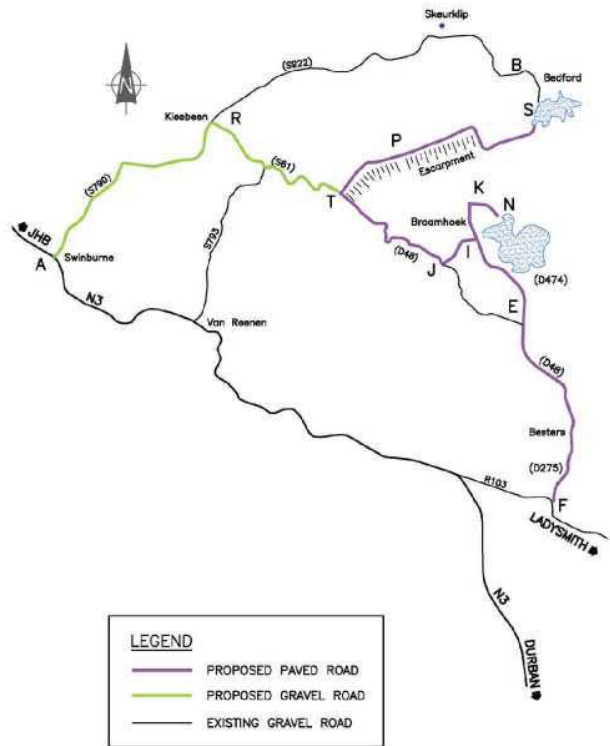 Skeurklip
(S922)
B
Bedford
S
Kiesbeen
R
P
Escarpment
(S61)
(S790)
T
K
N
Braamhoek
JHB
A
Swinburne
S793
(D48)
J
I
(D474)
N3
E
Van Reenen
(D48)
Besters
(D275)
R103
F
LADYSMITH
N3
DURBAN
LEGEND
PROPOSED PAVED ROAD
PROPOSED GRAVEL ROAD
EXISTING GRAVEL ROAD